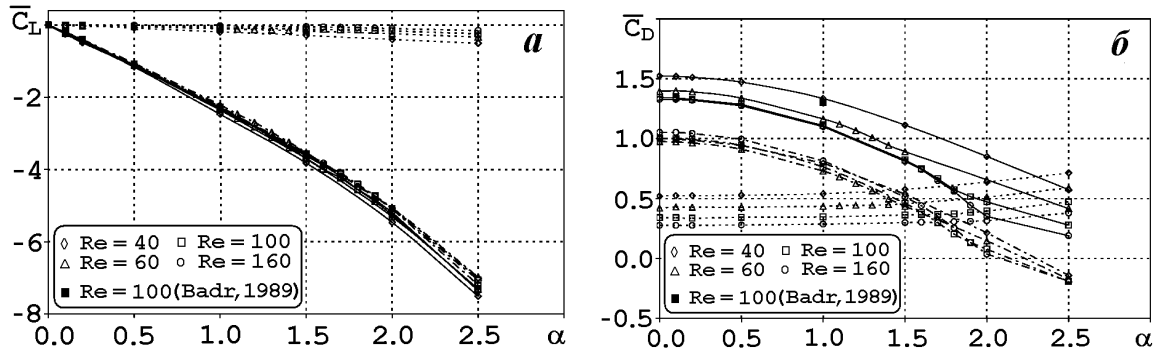 C̅L
а
-2
-4
-6
-8
0 0.5 1.0 1.5 2.0 2.5 α
Re=40 Re=100
Re=60 Re=160
Re=100(Badr,1989)
C̅D
б
1.5
1.0
0.5
0.0
-0.5
0.0 0.5 1.0 1.5 2.0 2.5 α
Re=40 Re=100
Re=60 Re=160
Re=100(Badr,1989)